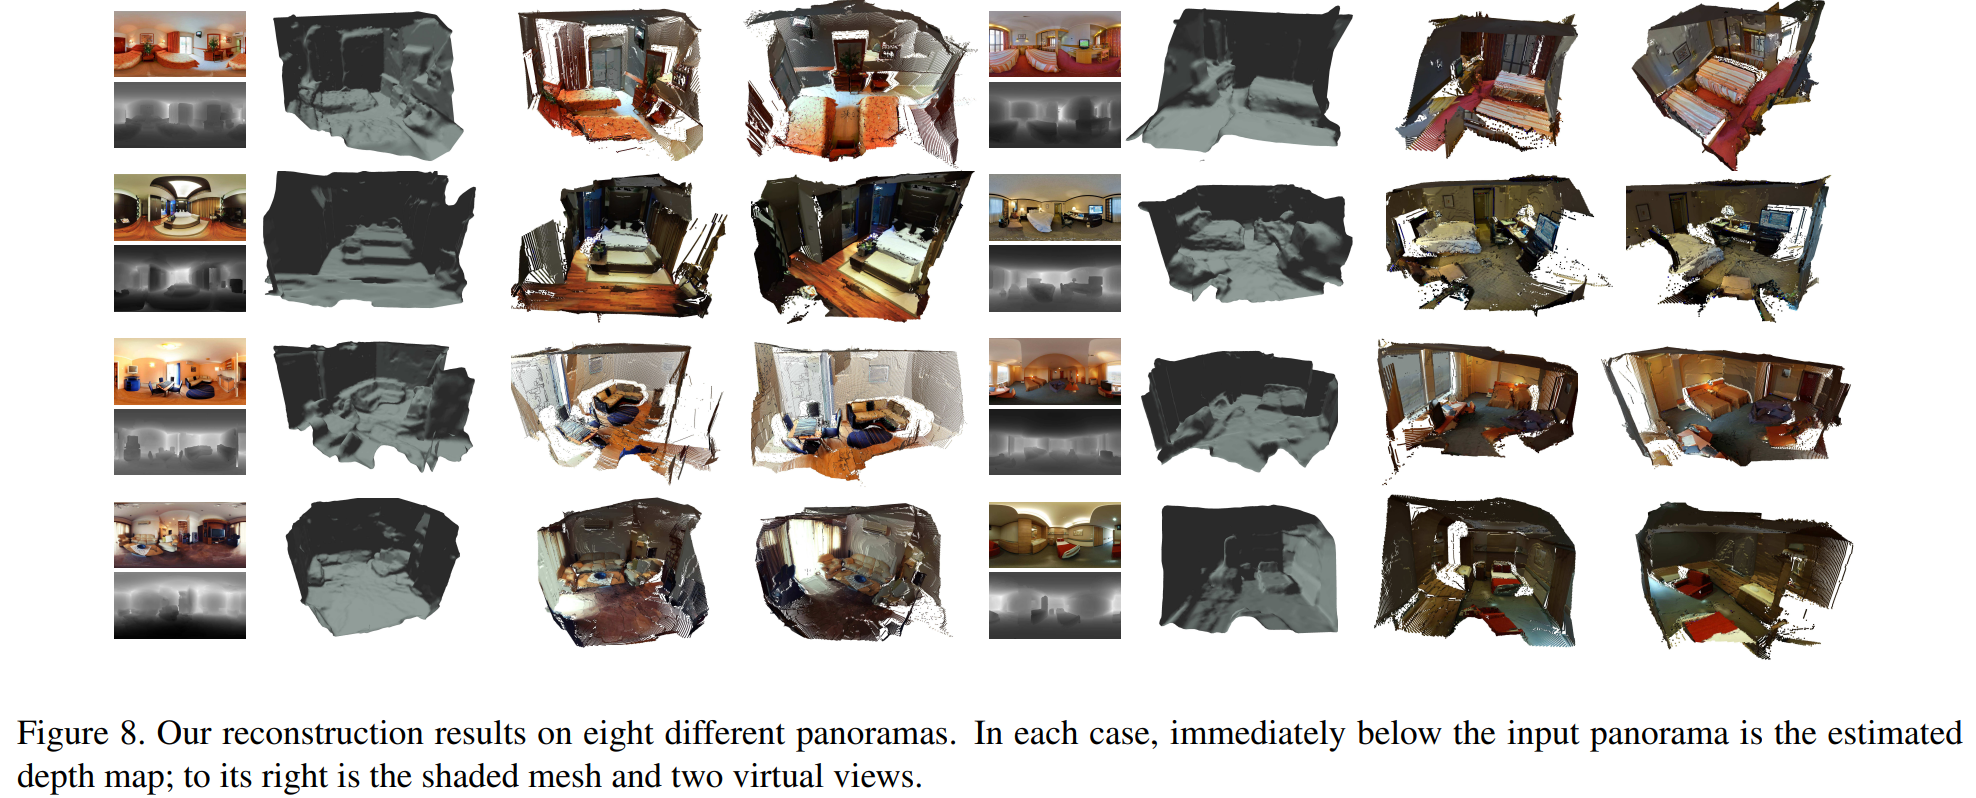 Figure 8. Our reconstruction results on eight different panoramas. In each case, immediately below the input panorama is the estimated
depth map; to its right is the shaded mesh and two virtual views.